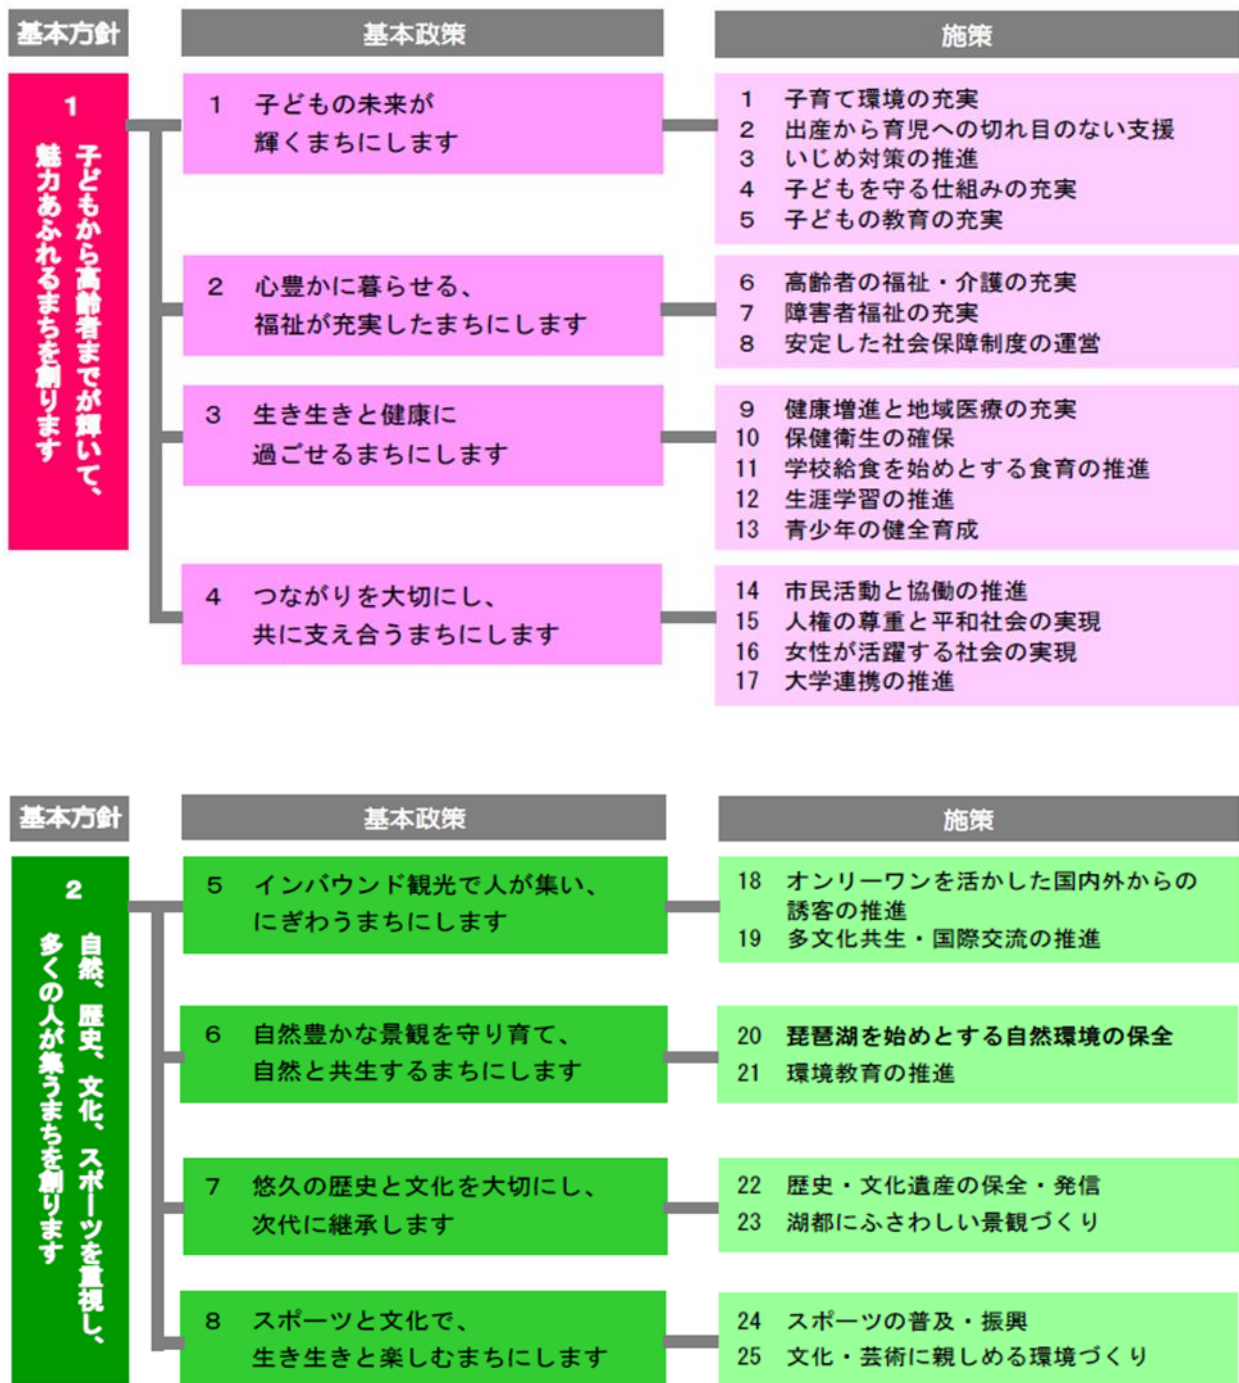 基本方針
基本政策
施策
1
子どもから高齢者までが輝いて、
魅力あふれるまちを創ります
1 子どもの未来が
輝くまちにします
1 子育て環境の充実
2 出産から育児への切れ目のない支援
3 いじめ対策の推進
4 子どもを守る仕組みの充実
5 子どもの教育の充実
2 心豊かに暮らせる、
福祉が充実したまちにします
6 高齢者の福祉・介護の充実
7 障害者福祉の充実
8 安定した社会保障制度の運営
3 生き生きと健康に
過ごせるまちにします
9 健康増進と地域医療の充実
10 保健衛生の確保
11 学校給食を始めとする食育の推進
12 生涯学習の推進
13 青少年の健全育成
4 つながりを大切にし、
共に支え合うまちにします
14 市民活動と協働の推進
15 人権の尊重と平和社会の実現
16 女性が活躍する社会の実現
17 大学連携の推進
基本方針
基本政策
施策
2
自然、歴史、文化、スポーツを重視し、
多くの人が集うまちを創ります
5 インバウンド観光で人が集い、
にぎわうまちにします
18 オンリーワンを活かした国内外からの
誘客の推進
19 多文化共生・国際交流の推進
6 自然豊かな景観を守り育て、
自然と共生するまちにします
20 琵琶湖を始めとする自然環境の保全
21 環境教育の推進
7 悠久の歴史と文化を大切にし、
次代に継承します
22 歴史・文化遺産の保全・発信
23 湖都にふさわしい景観づくり
8 スポーツと文化で、
生き生きと楽しむまちにします
24 スポーツの普及・振興
25 文化・芸術に親しめる環境づくり